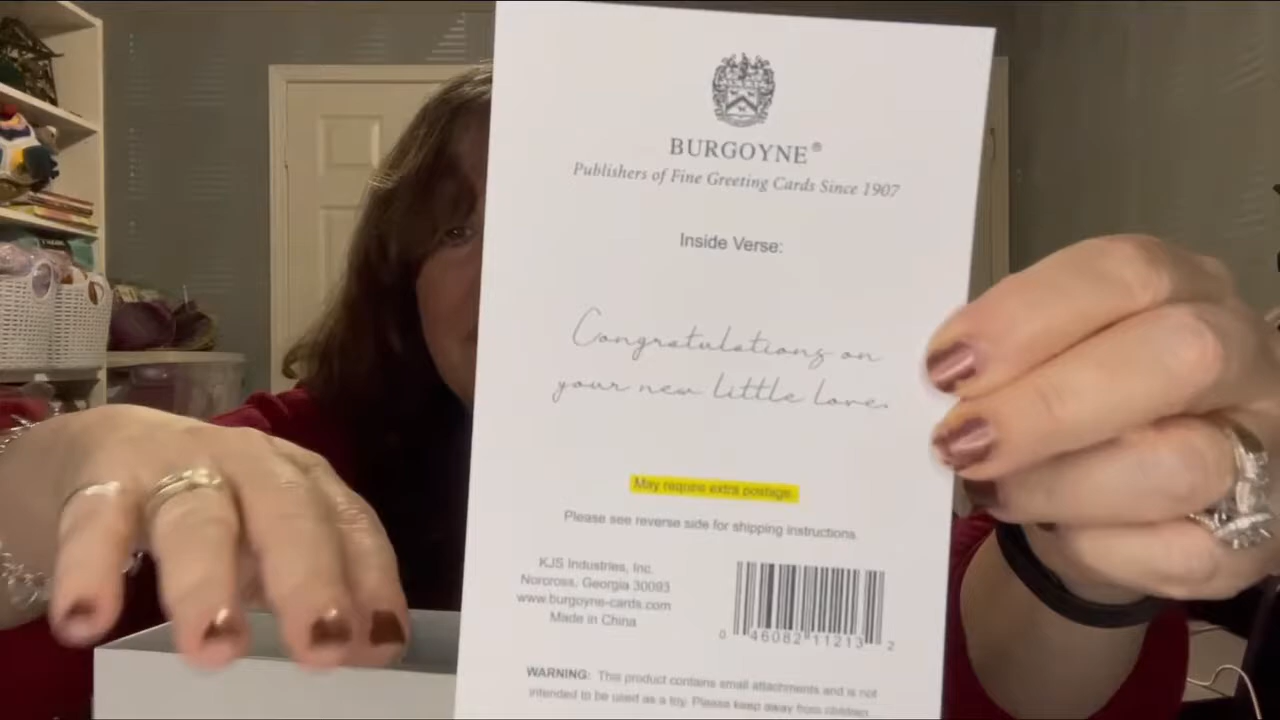 BURGOYNE®
Publishers of Fine Greeting Cards Since 1907
Inside Verse:
Congratulations on
your new little love.
May require extra postage.
Please see reverse side for shipping instructions.
KJS Industries, Inc.
Norcross, Georgia 30093
www.burgoyne-cards.com
Made in China
0 46082 11213 2
WARNING: This product contains small attachments and is not
intended to be used as a toy. Please keep away from children.